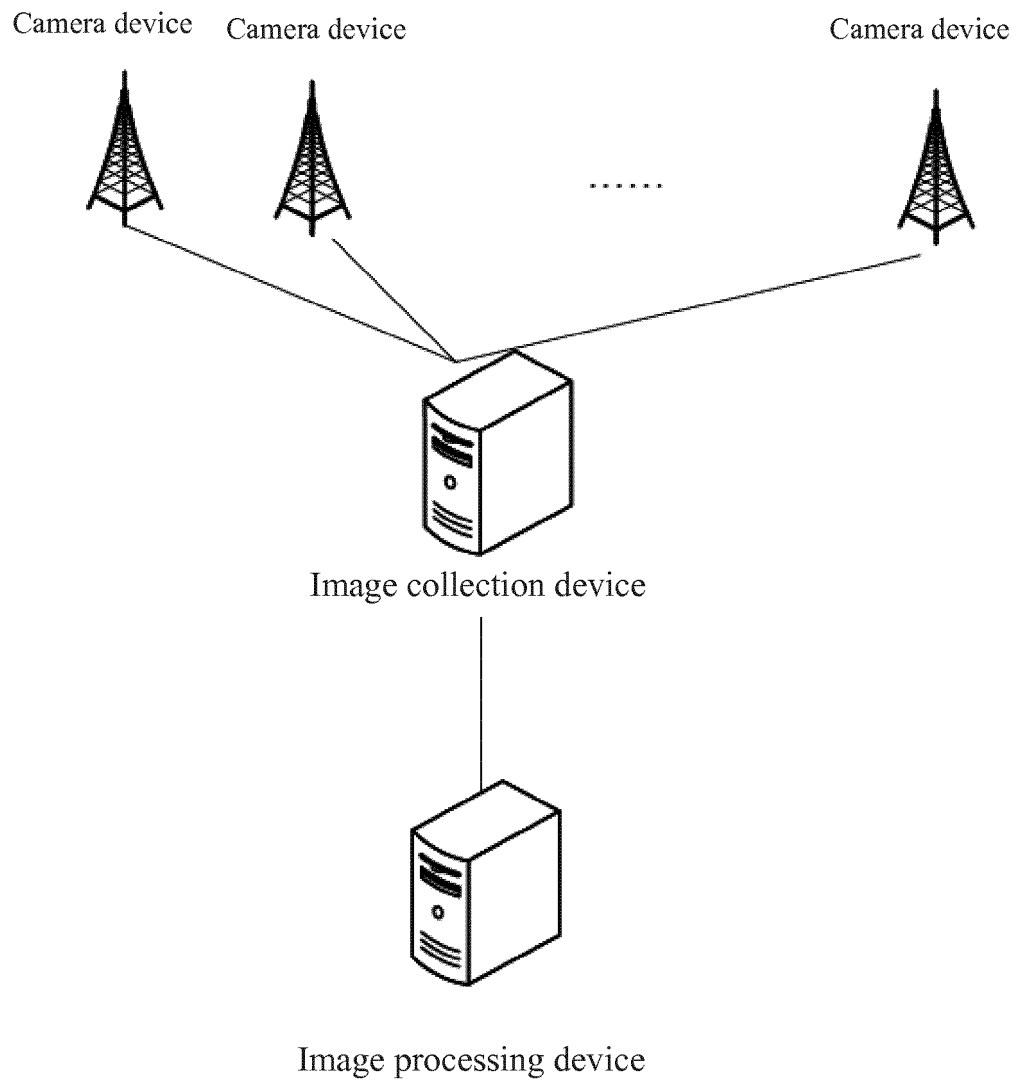 Camera device
Camera device
Camera device
......
Image collection device
Image processing device